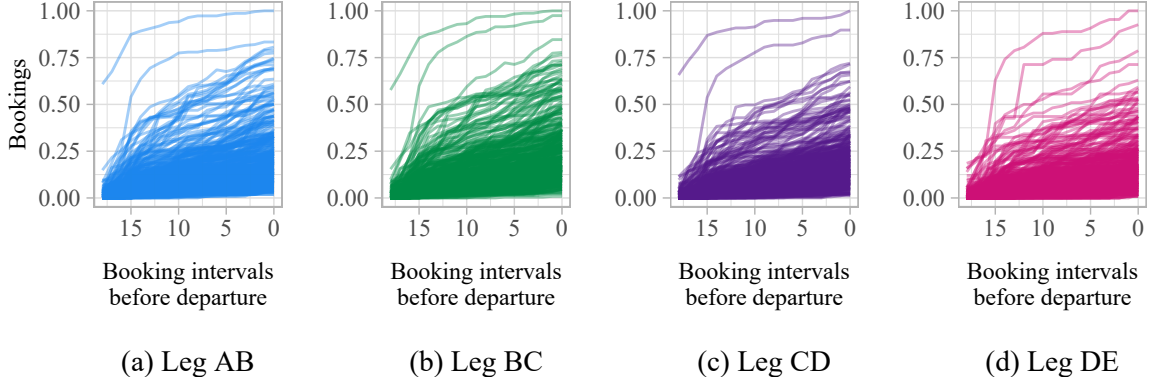 Bookings
1.00
0.75
0.50
0.25
0.00
15 10 5 0
Booking intervals
before departure
(a) Leg AB
1.00
0.75
0.50
0.25
0.00
15 10 5 0
Booking intervals
before departure
(b) Leg BC
1.00
0.75
0.50
0.25
0.00
15 10 5 0
Booking intervals
before departure
(c) Leg CD
1.00
0.75
0.50
0.25
0.00
15 10 5 0
Booking intervals
before departure
(d) Leg DE